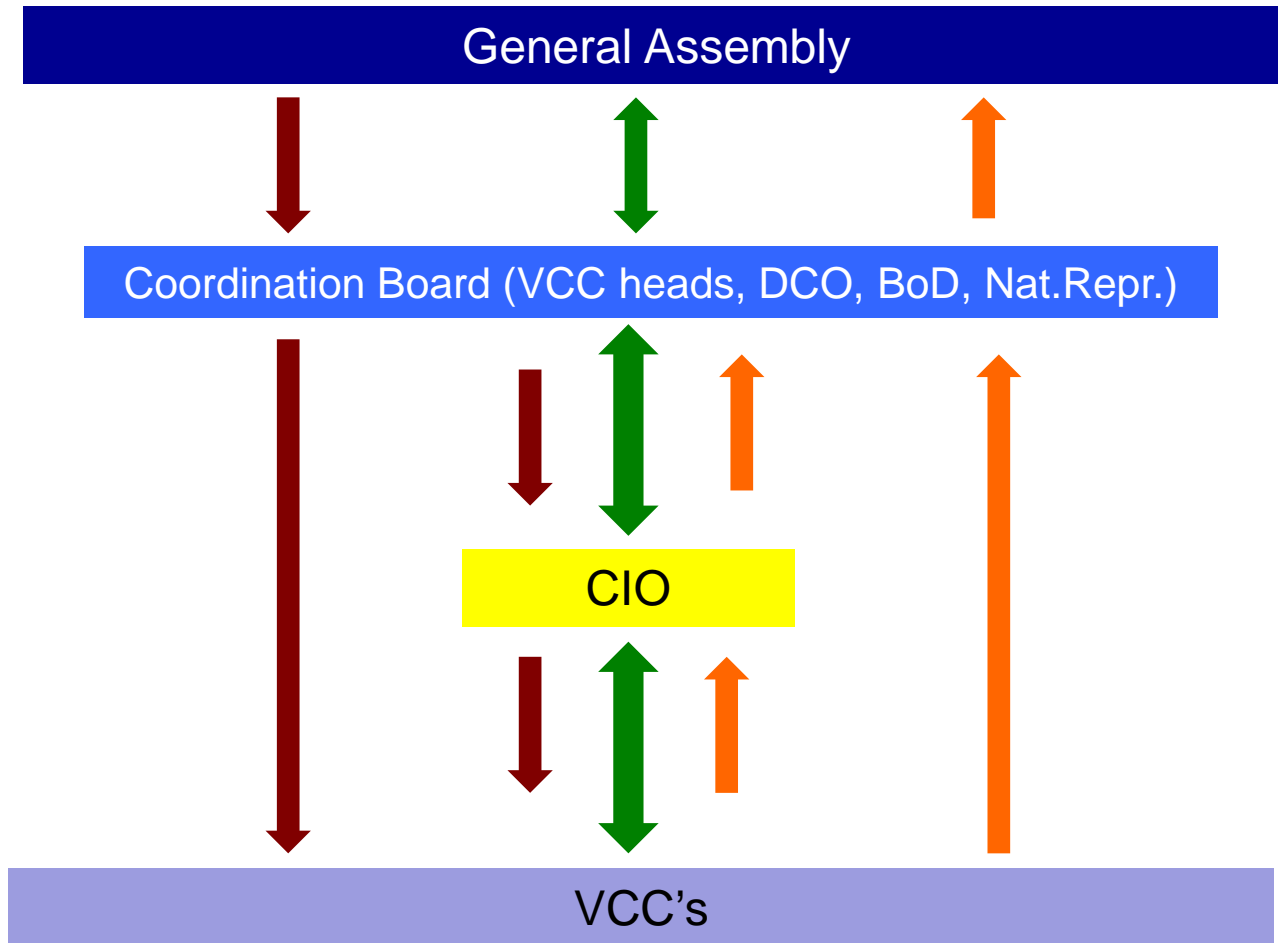 General Assembly
Coordination Board (VCC heads, DCO, BoD, Nat.Repr.)
CIO
VCC’s